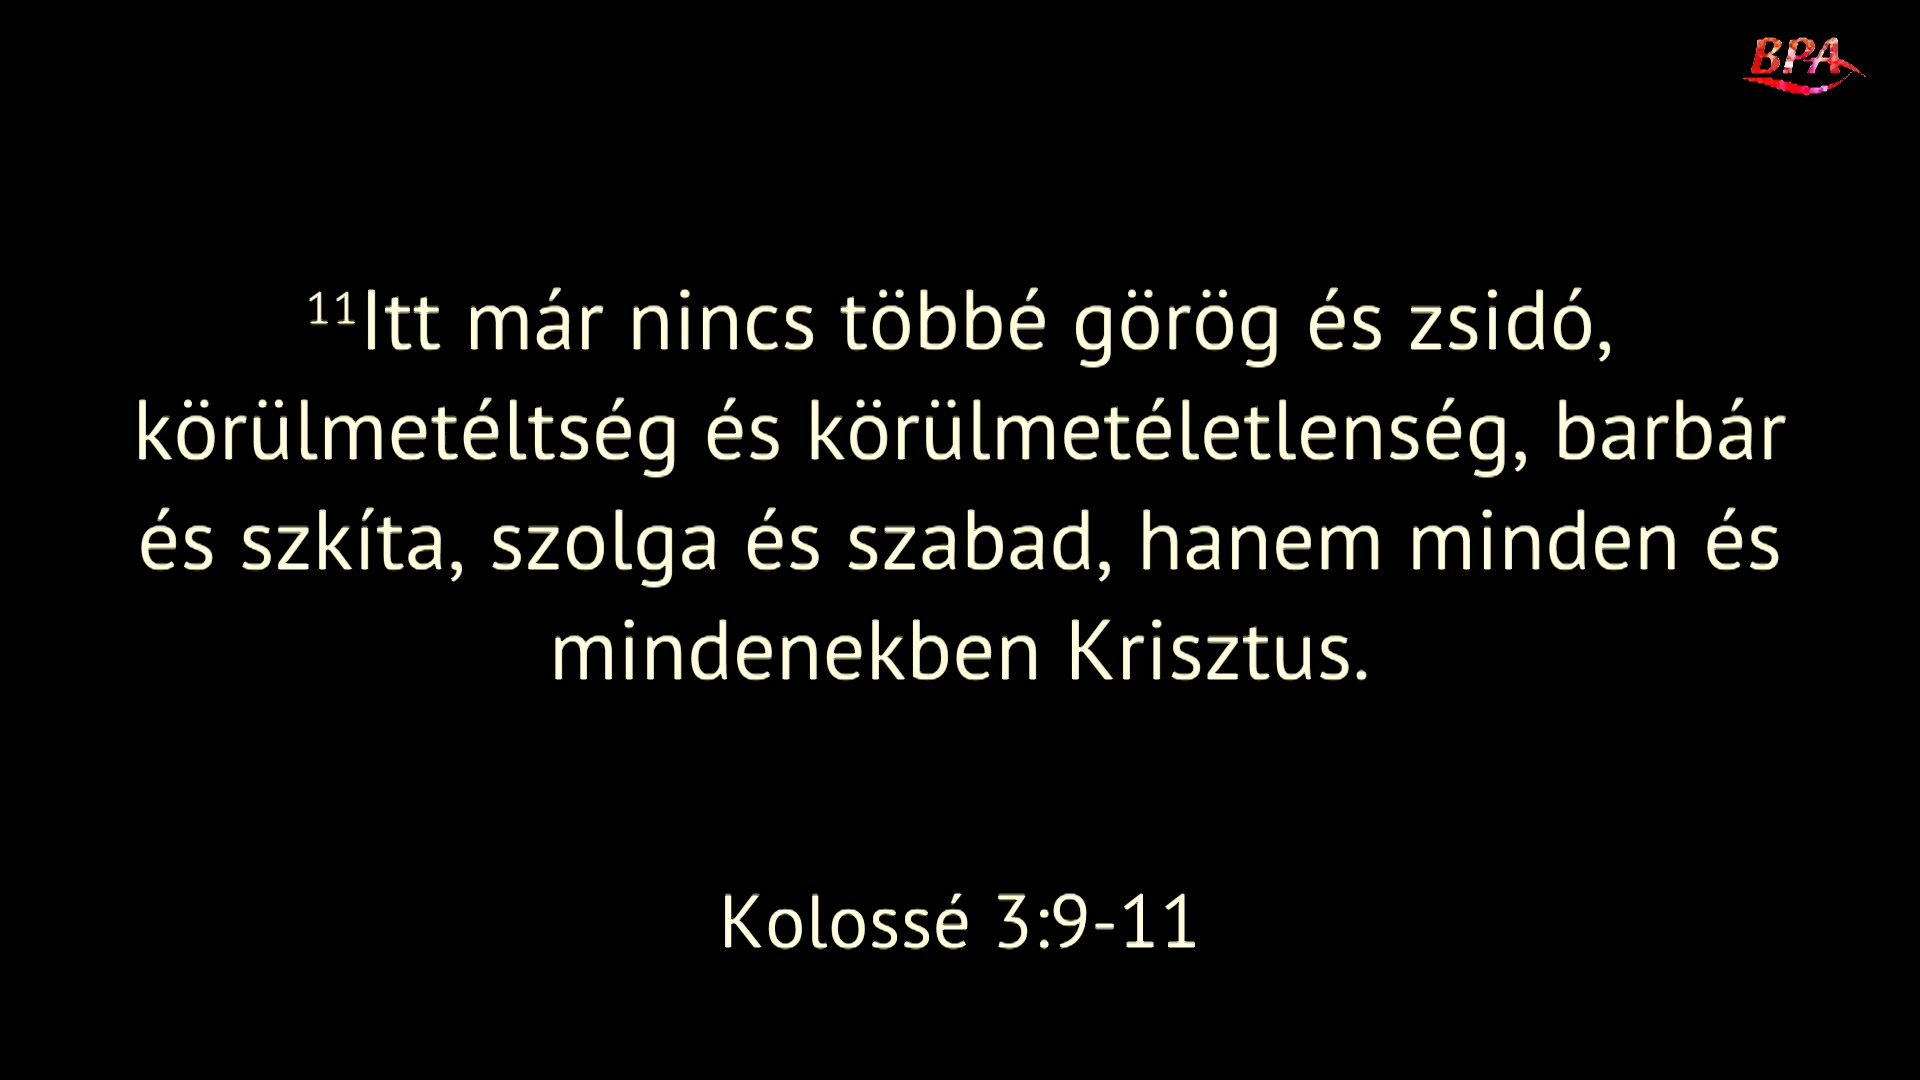 BPA
¹¹Itt már nincs többé görög és zsidó,
körülmetéltség és körülmetéletlenség, barbár
és szkíta, szolga és szabad, hanem minden és
mindenekben Krisztus.
Kolossé 3:9-11